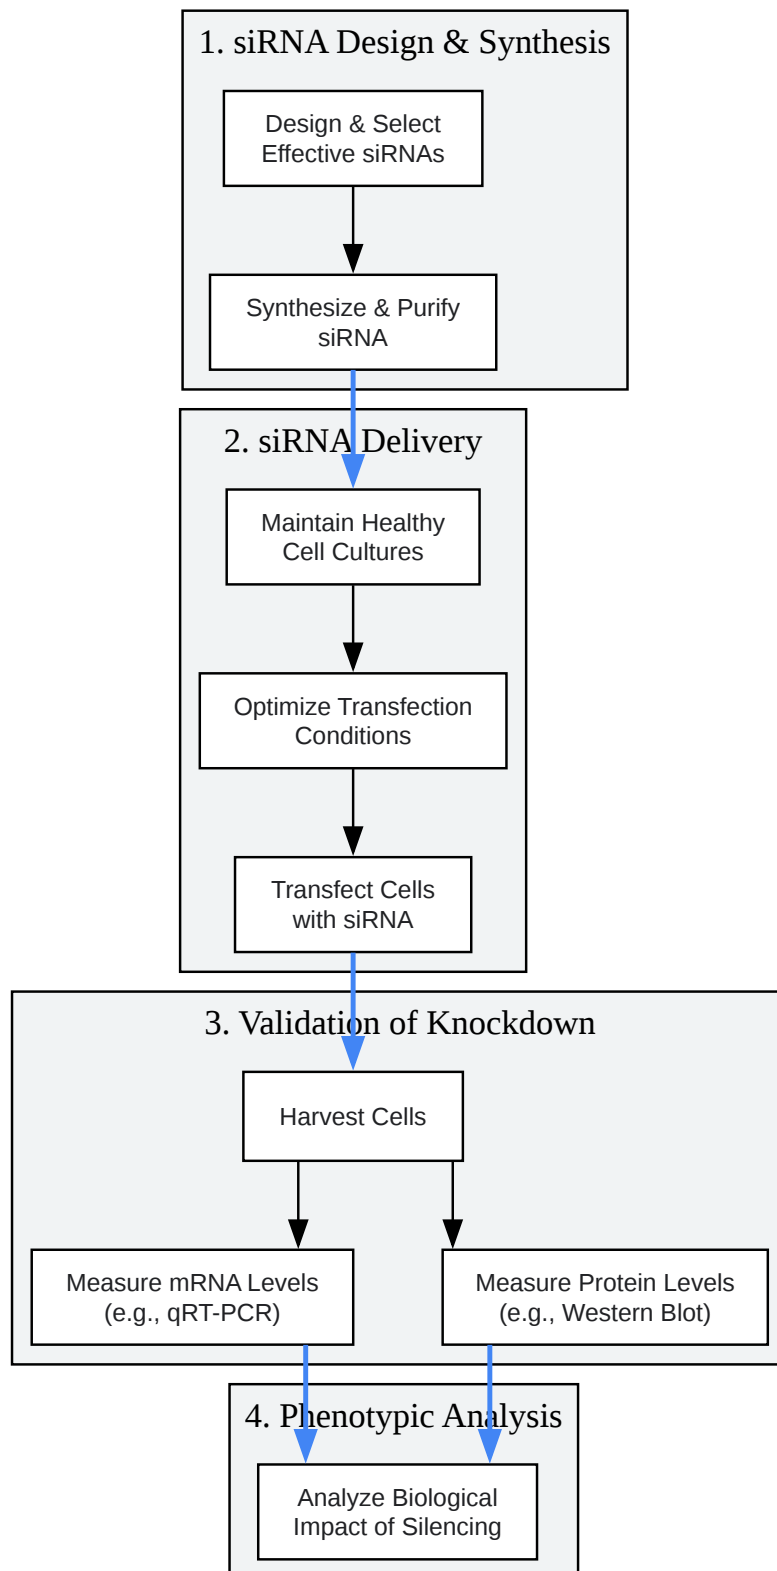 1. siRNA Design & Synthesis
Design & Select
Effective siRNAs
Synthesize & Purify
siRNA
2. siRNA Delivery
Maintain Healthy
Cell Cultures
Optimize Transfection
Conditions
Transfect Cells
with siRNA
3. Validation of Knockdown
Harvest Cells
Measure mRNA Levels
(e.g., qRT-PCR)
Measure Protein Levels
(e.g., Western Blot)
4. Phenotypic Analysis
Analyze Biological
Impact of Silencing